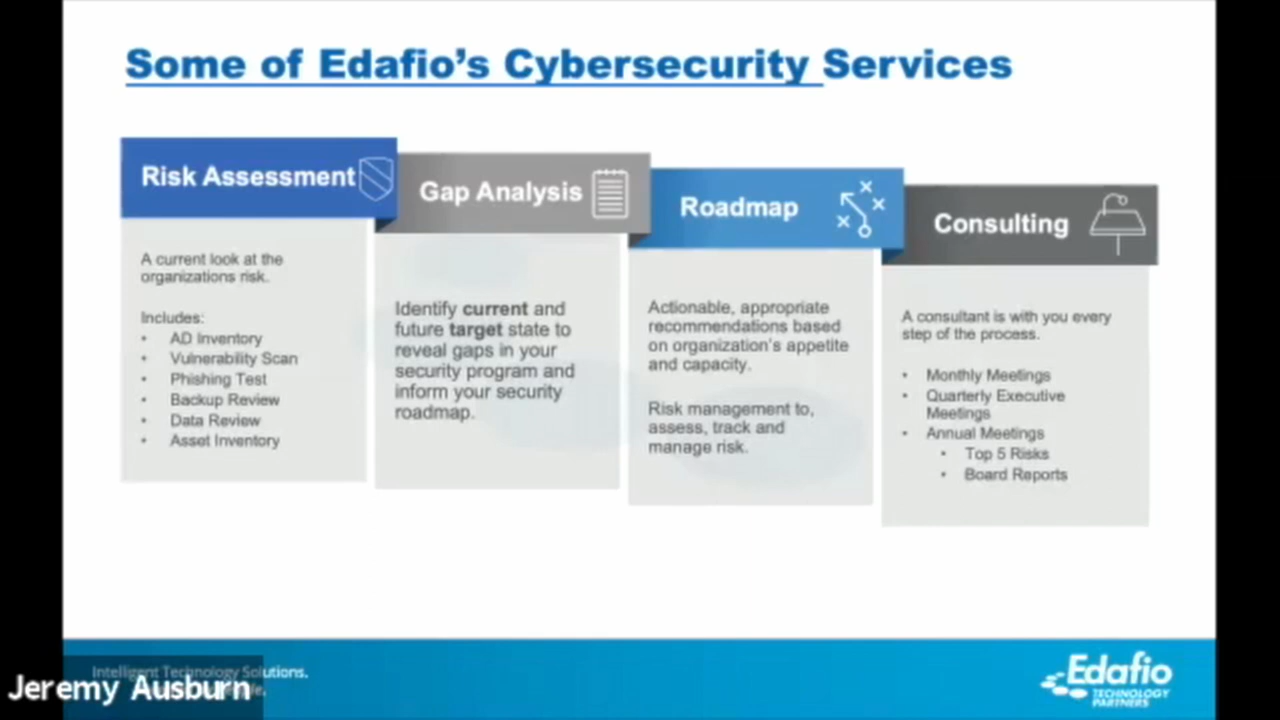 Some of Edafio's Cybersecurity Services
Risk Assessment
A current look at the
organizations risk.
Includes:
• AD Inventory
• Vulnerability Scan
• Phishing Test
• Backup Review
• Data Review
• Asset Inventory
Gap Analysis
Identify current and
future target state to
reveal gaps in your
security program and
inform your security
roadmap.
Roadmap
Actionable, appropriate
recommendations based
on organization's appetite
and capacity.
Risk management to,
assess, track and
manage risk.
Consulting
A consultant is with you every
step of the process.
• Monthly Meetings
• Quarterly Executive
Meetings
• Annual Meetings
• Top 5 Risks
• Board Reports
Intelligent Technology Solutions.
Jeremy Ausburn
Edafio
TECHNOLOGY
PARTNERS